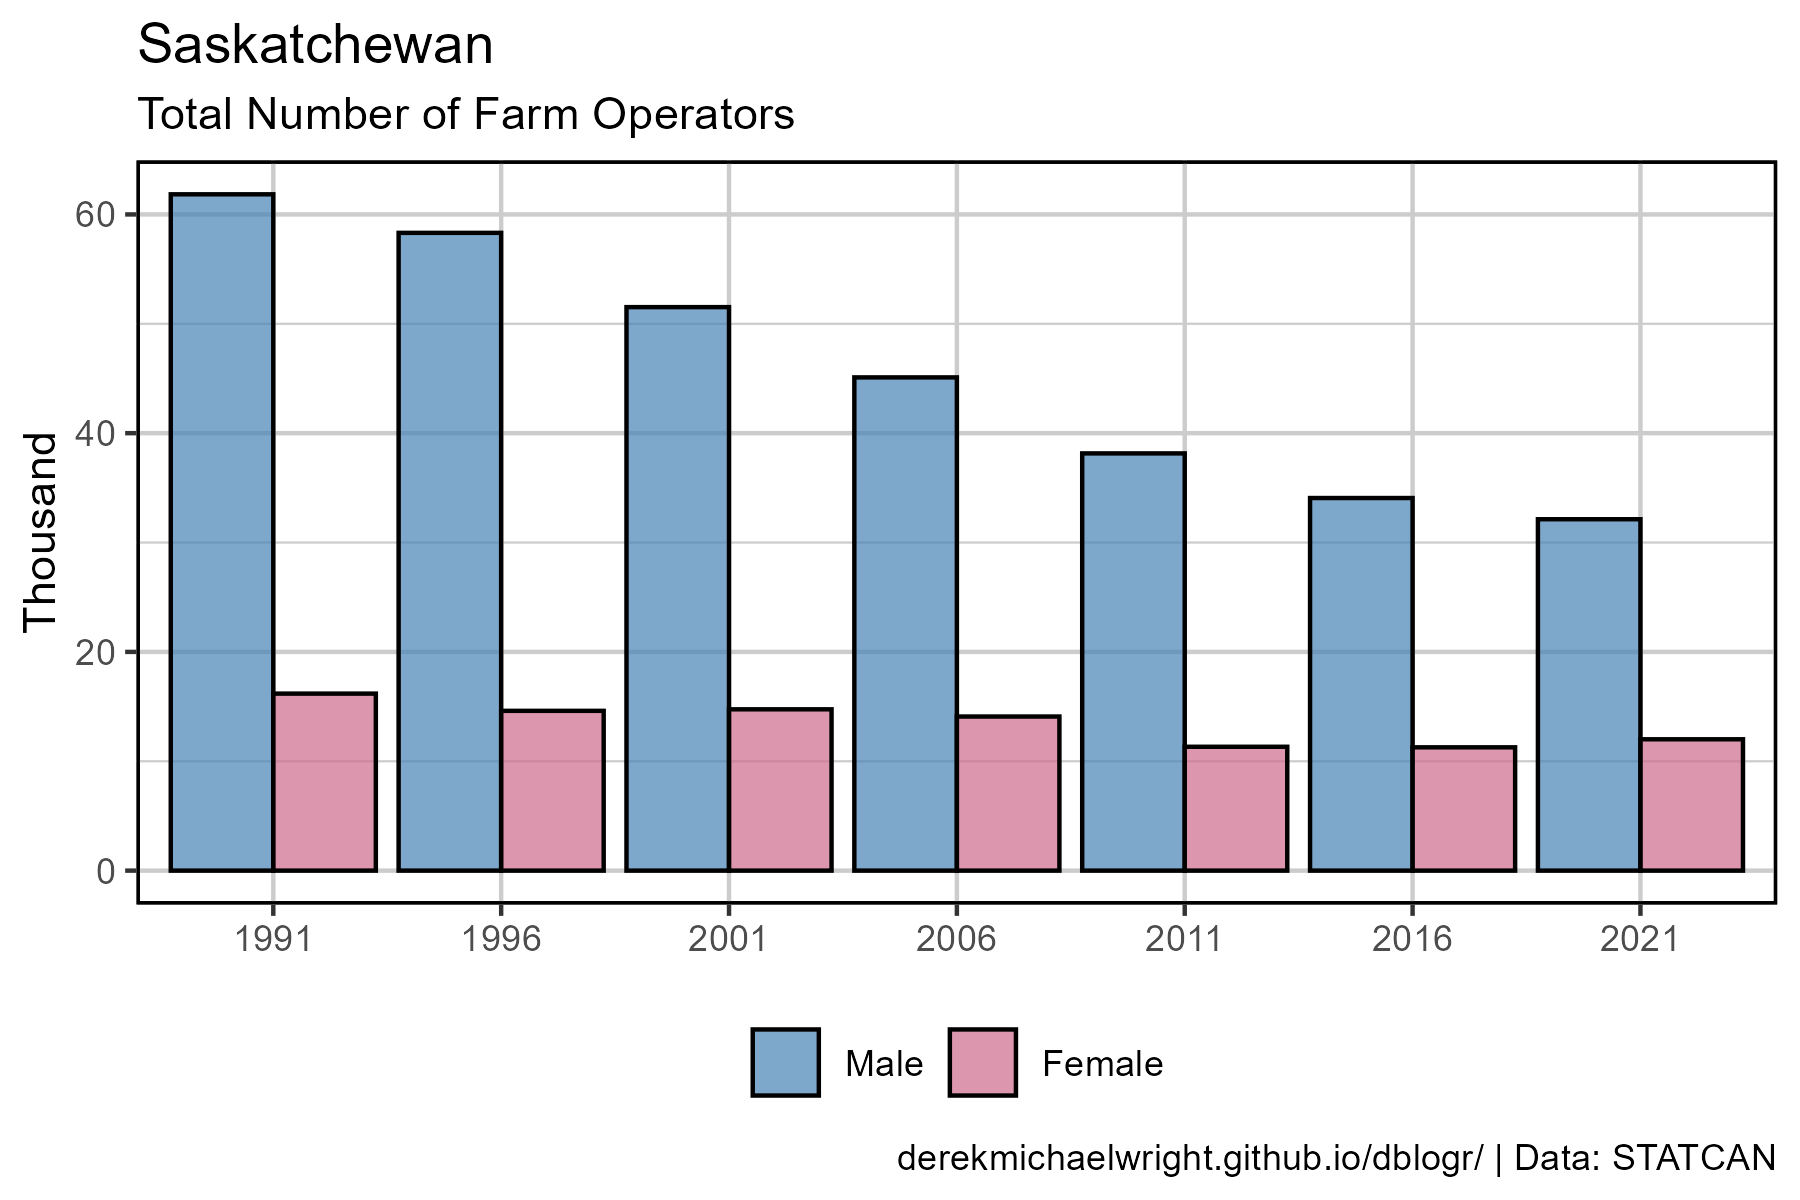 Saskatchewan
Total Number of Farm Operators
Thousand
60
40
20
0
1991 1996 2001 2006 2011 2016 2021
Male Female
derekmichaelwright.github.io/dblogr/ | Data: STATCAN